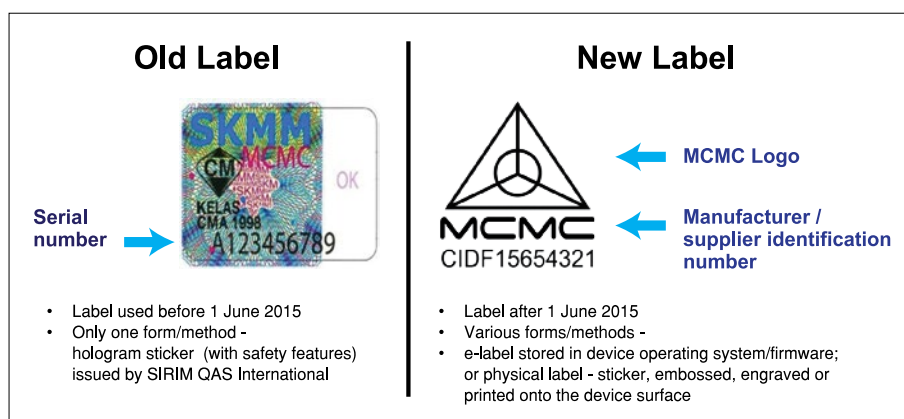 Old Label
SKMM
MCMC
CM
OK
KELAS
CMA 1998
A123456789
Serial
number
• Label used before 1 June 2015
• Only one form/method -
hologram sticker (with safety features)
issued by SIRIM QAS International
New Label
MCMC Logo
MCMC
CIDF15654321
Manufacturer /
supplier identification
number
• Label after 1 June 2015
• Various forms/methods -
• e-label stored in device operating system/firmware;
or physical label - sticker, embossed, engraved or
printed onto the device surface